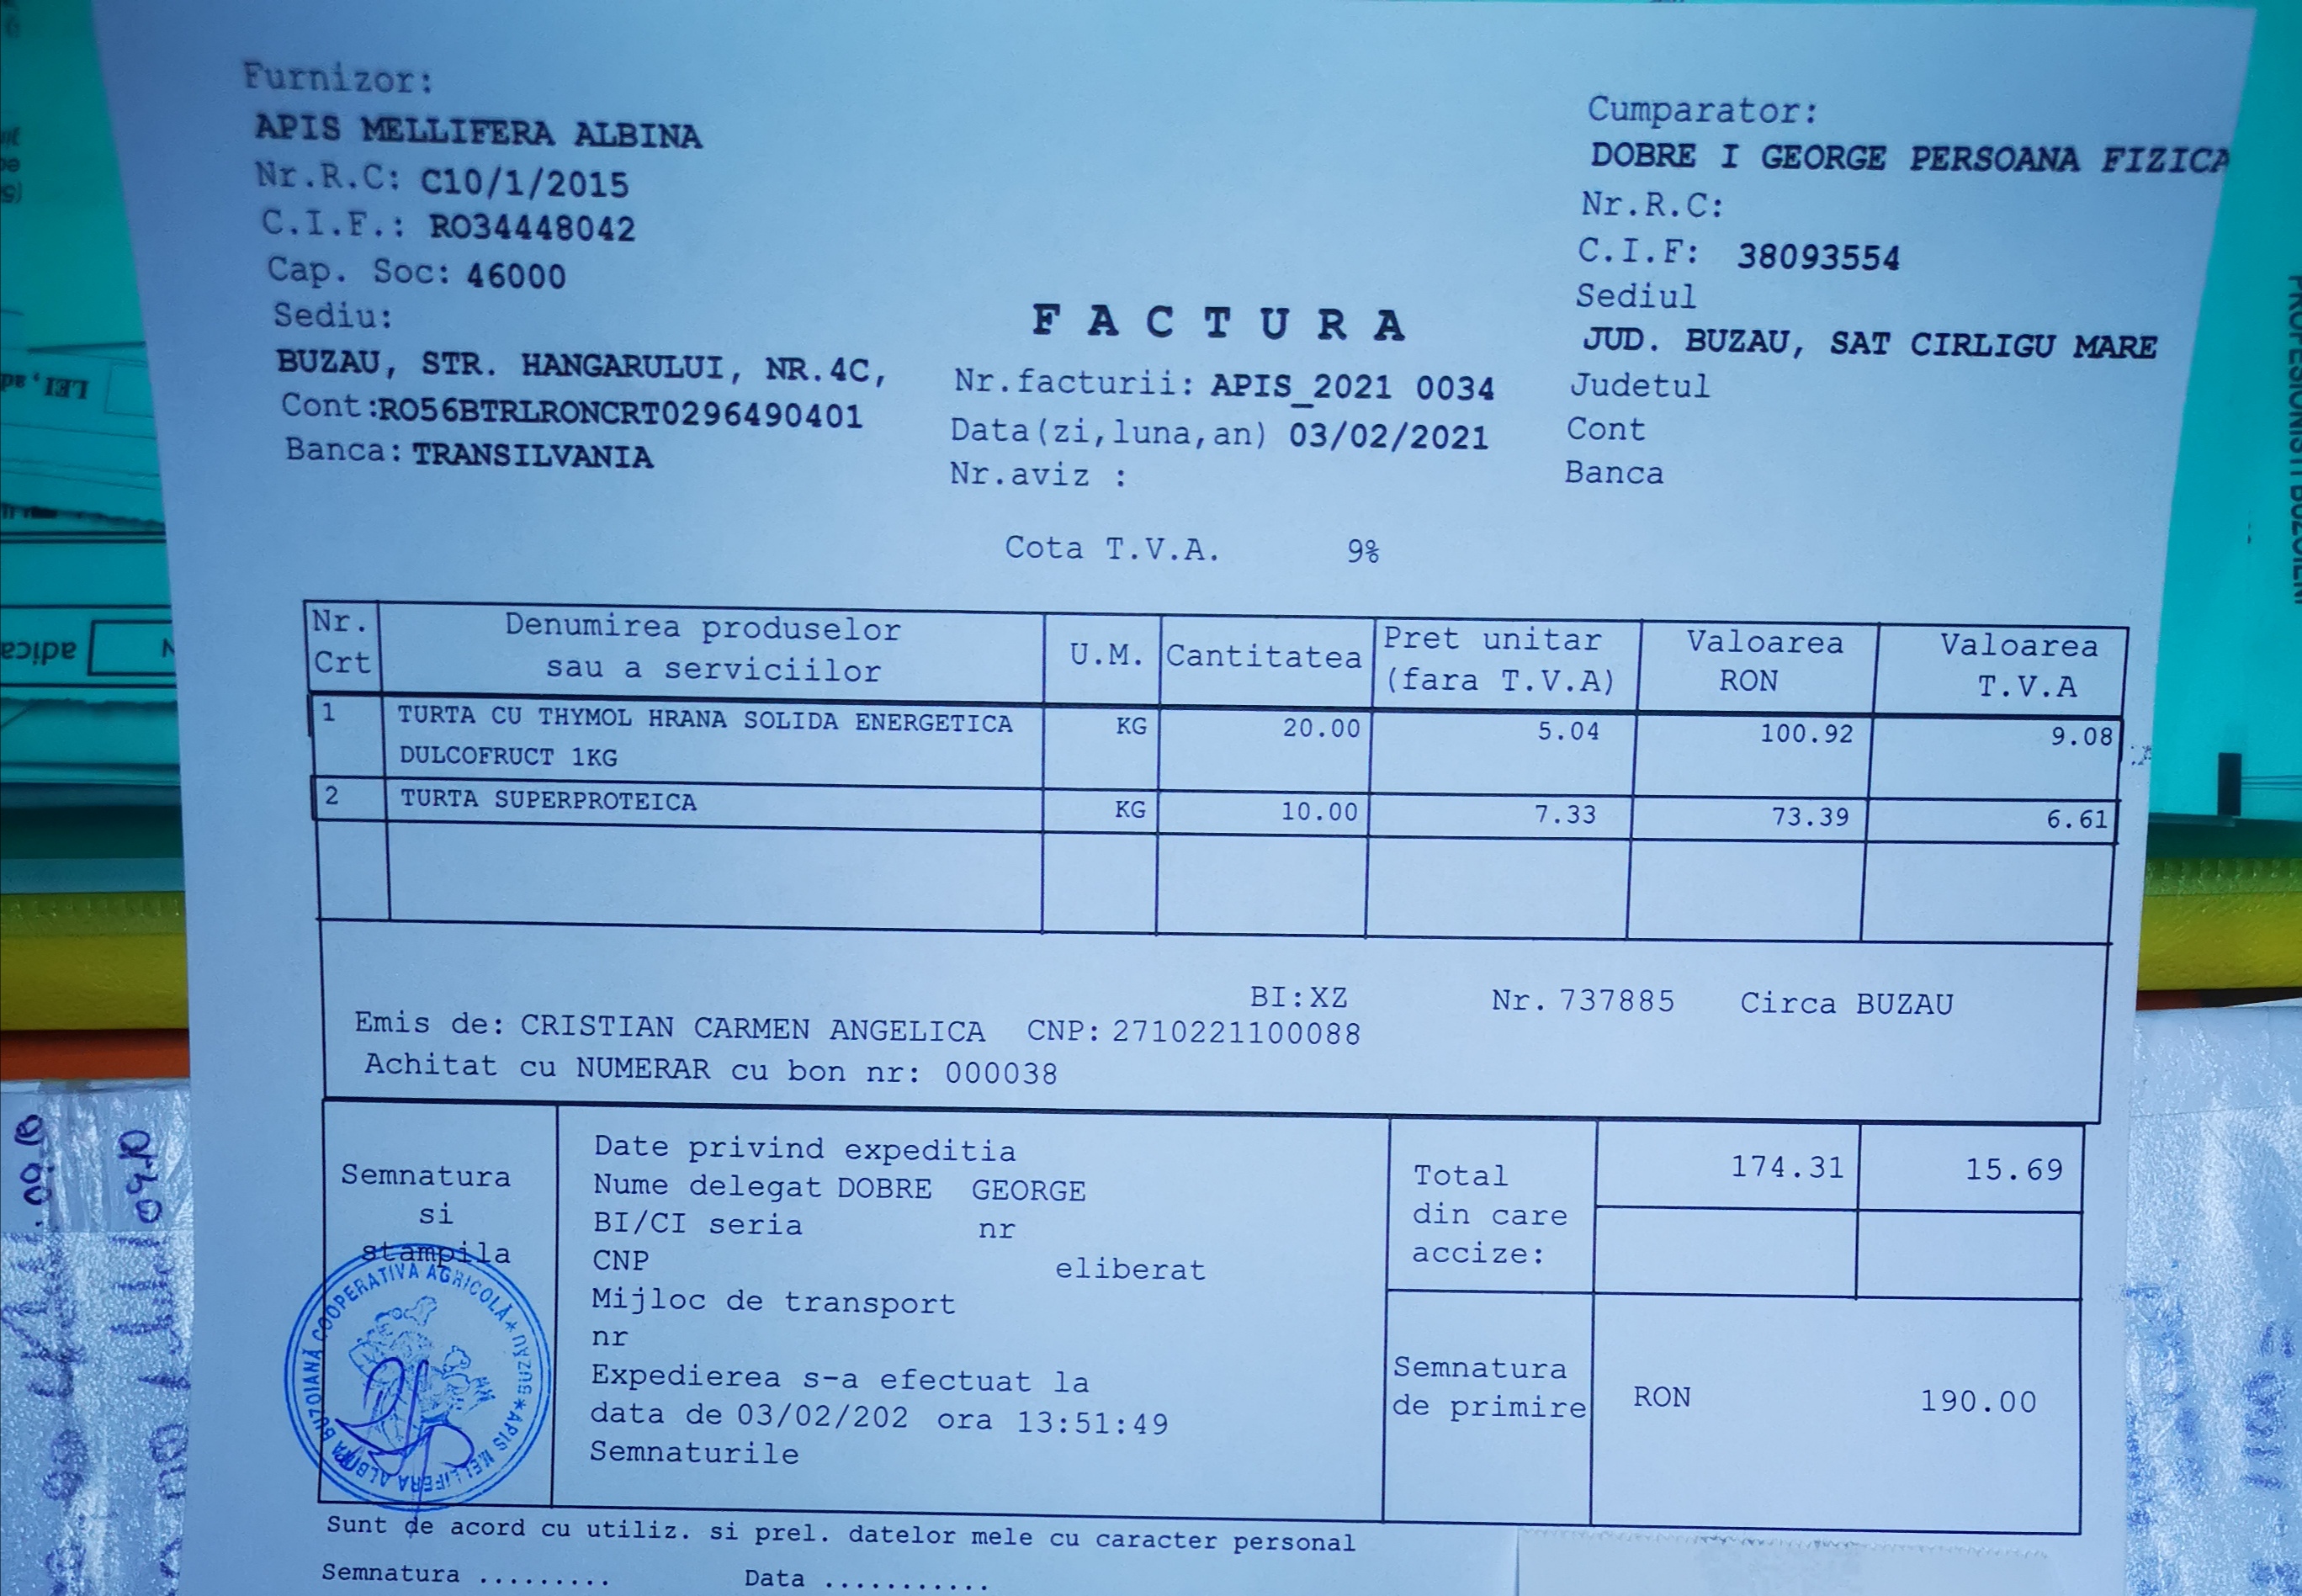 Furnizor:
APIS MELLIFERA ALBINA
Nr.R.C: C10/1/2015
C.I.F.: RO34448042
Cap. Soc: 46000
Sediu:
BUZAU, STR. HANGARULUI, NR.4C,
Cont:RO56BTRLRONCRT0296490401
Banca: TRANSILVANIA
Cumparator:
DOBRE I GEORGE PERSOANA FIZICA
Nr.R.C:
C.I.F: 38093554
Sediul
JUD. BUZAU, SAT CIRLIGU MARE
Judetul
Cont
Banca
FACTURA
Nr.facturii: APIS_2021 0034
Data(zi,luna,an) 03/02/2021
Nr.aviz :
Cota T.V.A. 9%
Nr. Crt
Denumirea produselor
sau a serviciilor
U.M.
Cantitatea
Pret unitar
(fara T.V.A)
Valoarea
RON
Valoarea
T.V.A
1 TURTA CU THYMOL HRANA SOLIDA ENERGETICA KG 20.00 5.04 100.92 9.08
DULCOFRUCT 1KG
2 TURTA SUPERPROTEICA KG 10.00 7.33 73.39 6.61
BI:XZ Nr. 737885 Circa BUZAU
Emis de: CRISTIAN CARMEN ANGELICA CNP: 2710221100088
Achitat cu NUMERAR cu bon nr: 000038
Semnatura
si
stampila
BUZOIANĂ COOPERATIVA AGRICOLĂ * BUZĂU * APIS MELLIFERA ALBINA
Date privind expeditia
Nume delegat DOBRE GEORGE
BI/CI seria nr
CNP eliberat
Mijloc de transport
nr
Expedierea s-a efectuat la
data de 03/02/202 ora 13:51:49
Semnaturile
Total
din care
accize:
174.31 15.69
Semnatura
de primire
RON 190.00
Sunt de acord cu utiliz. si prel. datelor mele cu caracter personal
Semnatura ......... Data ...........
LEI, ad
adica
PROFESIONISTI BUZOIENI